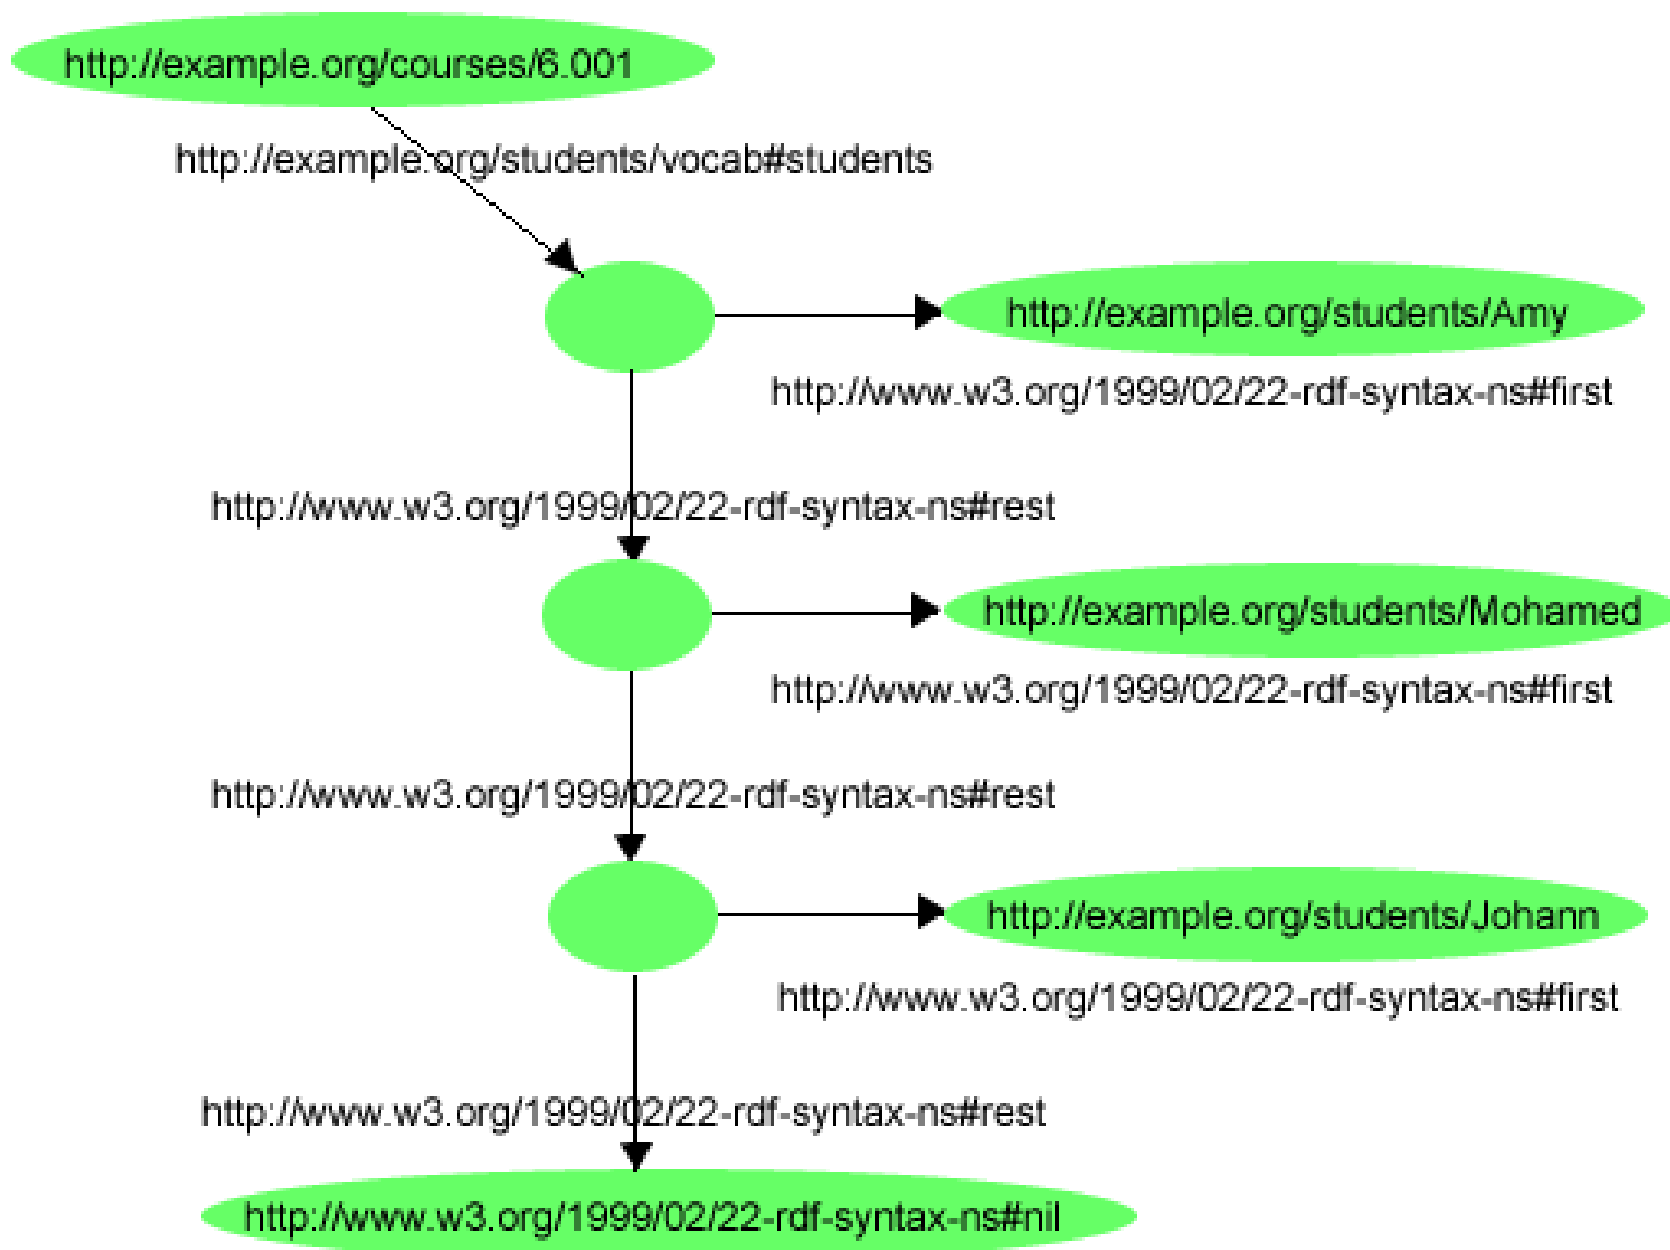 http://example.org/courses/6.001
http://example.org/students/vocab#students
http://example.org/students/Amy
http://www.w3.org/1999/02/22-rdf-syntax-ns#first
http://www.w3.org/1999/02/22-rdf-syntax-ns#rest
http://example.org/students/Mohamed
http://www.w3.org/1999/02/22-rdf-syntax-ns#first
http://www.w3.org/1999/02/22-rdf-syntax-ns#rest
http://example.org/students/Johann
http://www.w3.org/1999/02/22-rdf-syntax-ns#first
http://www.w3.org/1999/02/22-rdf-syntax-ns#rest
http://www.w3.org/1999/02/22-rdf-syntax-ns#nil